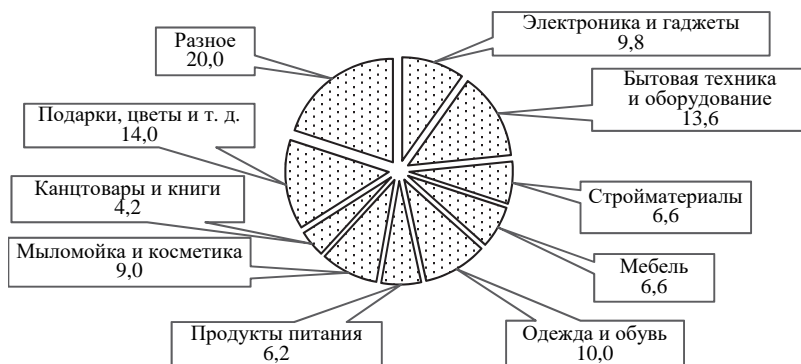 Электроника и гаджеты
9,8
Бытовая техника
и оборудование
13,6
Стройматериалы
6,6
Мебель
6,6
Одежда и обувь
10,0
Продукты питания
6,2
Мыломойка и косметика
9,0
Канцтовары и книги
4,2
Подарки, цветы и т. д.
14,0
Разное
20,0